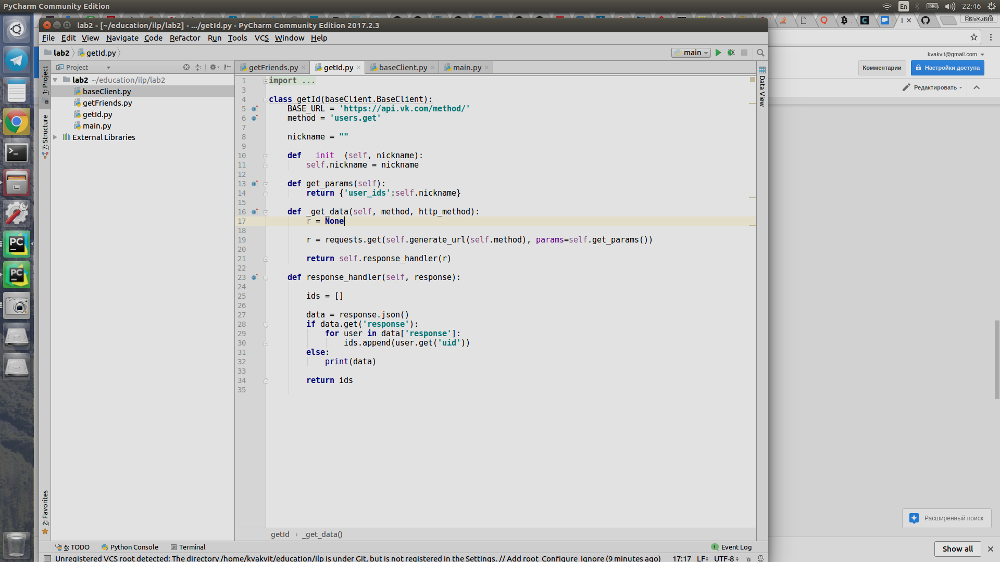 PyCharm Community Edition
En
22:46
lab2 - [~/education/ilp/lab2] - .../getId.py - PyCharm Community Edition 2017.2.3
Виталий
File Edit View Navigate Code Refactor Run Tools VCS Window Help
lab2 getId.py
main
kvakvit@gmail.com
Комментарии
Настройки доступа
Редактировать
1: Project
7: Structure
2: Favorites
Project
lab2 ~/education/ilp/lab2
baseClient.py
getFriends.py
getId.py
main.py
External Libraries
getFriends.py
getId.py
baseClient.py
main.py
Data View
1 import ...
3
4 class getId(baseClient.BaseClient):
5 BASE_URL = 'https://api.vk.com/method/'
6 method = 'users.get'
7
8 nickname = ""
9
10 def __init__(self, nickname):
11 self.nickname = nickname
12
13 def get_params(self):
14 return {'user_ids':self.nickname}
15
16 def _get_data(self, method, http_method):
17 r = None
18
19 r = requests.get(self.generate_url(self.method), params=self.get_params())
20
21 return self.response_handler(r)
22
23 def response_handler(self, response):
24
25 ids = []
26
27 data = response.json()
28 if data.get('response'):
29 for user in data['response']:
30 ids.append(user.get('uid'))
31 else:
32 print(data)
33
34 return ids
35
getId › _get_data()
6: TODO Python Console Terminal
1 Event Log
Unregistered VCS root detected: The directory /home/kvakvit/education/ilp is under Git, but is not registered in the Settings. // Add root Configure Ignore (9 minutes ago)
17:17 LF UTF-8
Расширенный поиск
Show all
PC
PC